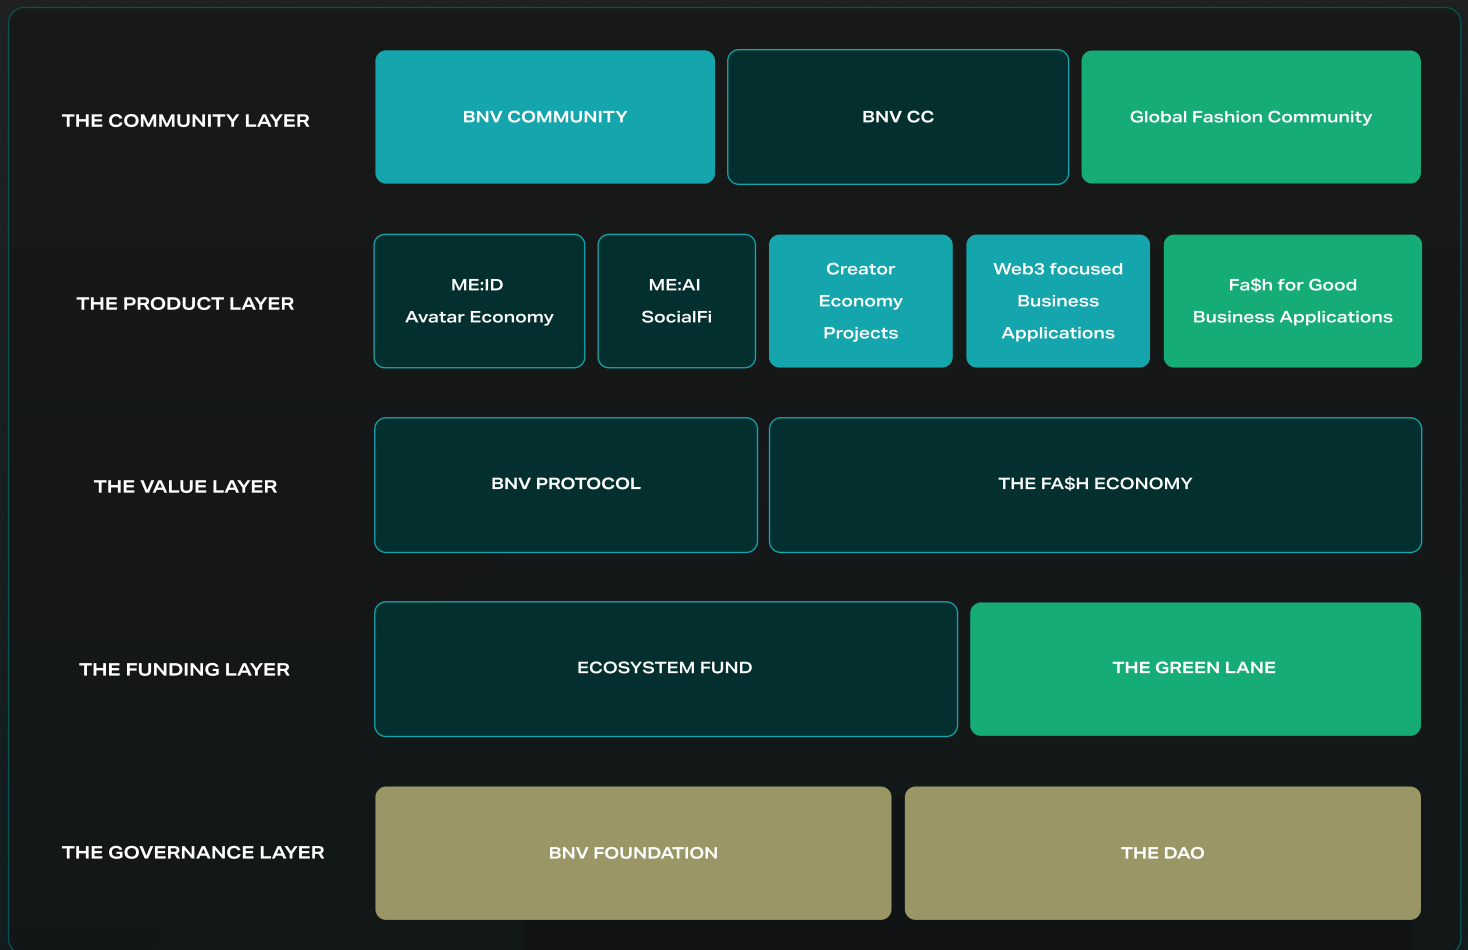 THE COMMUNITY LAYER
BNV COMMUNITY
BNV CC
Global Fashion Community
THE PRODUCT LAYER
ME:ID
Avatar Economy
ME:AI
SocialFi
Creator
Economy
Projects
Web3 focused
Business
Applications
Fa$h for Good
Business Applications
THE VALUE LAYER
BNV PROTOCOL
THE FA$H ECONOMY
THE FUNDING LAYER
ECOSYSTEM FUND
THE GREEN LANE
THE GOVERNANCE LAYER
BNV FOUNDATION
THE DAO